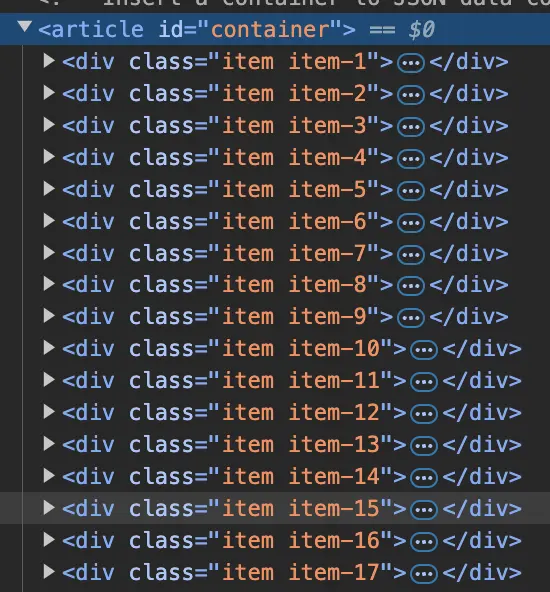 <!-- Insert a container to JSON data co
▼<article id="container"> == $0
▶<div class="item item-1">…</div>
▶<div class="item item-2">…</div>
▶<div class="item item-3">…</div>
▶<div class="item item-4">…</div>
▶<div class="item item-5">…</div>
▶<div class="item item-6">…</div>
▶<div class="item item-7">…</div>
▶<div class="item item-8">…</div>
▶<div class="item item-9">…</div>
▶<div class="item item-10">…</div>
▶<div class="item item-11">…</div>
▶<div class="item item-12">…</div>
▶<div class="item item-13">…</div>
▶<div class="item item-14">…</div>
▶<div class="item item-15">…</div>
▶<div class="item item-16">…</div>
▶<div class="item item-17">…</div>